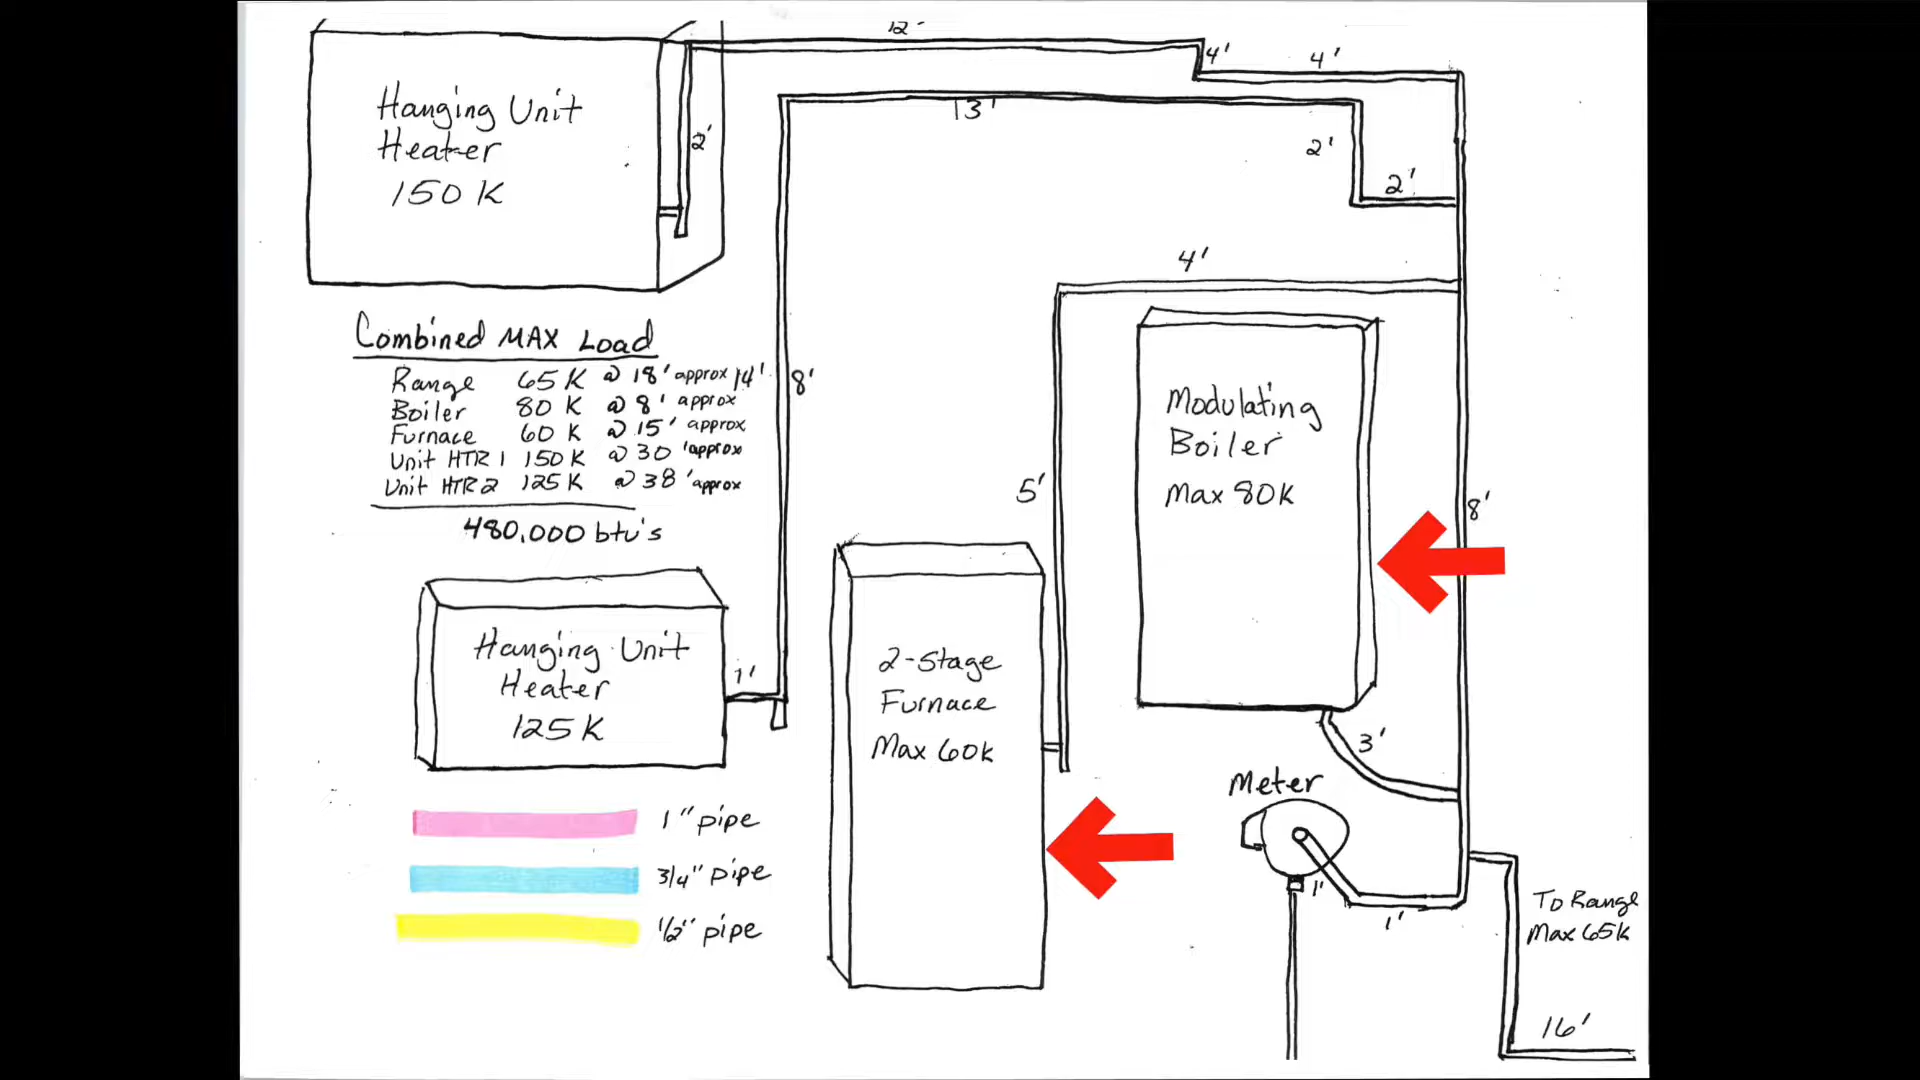 12'
4'
4'
13'
2'
2'
2'
Hanging Unit
Heater
150 K
4'
Combined MAX Load
Range 65 K @ 18' approx 14'
Boiler 80 K @ 8' approx
Furnace 60 K @ 15' approx
Unit HTR 1 150 K @ 30 'approx
Unit HTR 2 125 K @ 38 'approx
480,000 btu's
8'
5'
Modulating
Boiler
Max 80K
8'
Hanging Unit
Heater
125 K
1'
2-Stage
Furnace
Max 60K
3'
Meter
1'
1'
1" pipe
3/4" pipe
1/2" pipe
To Range
Max 65K
16'